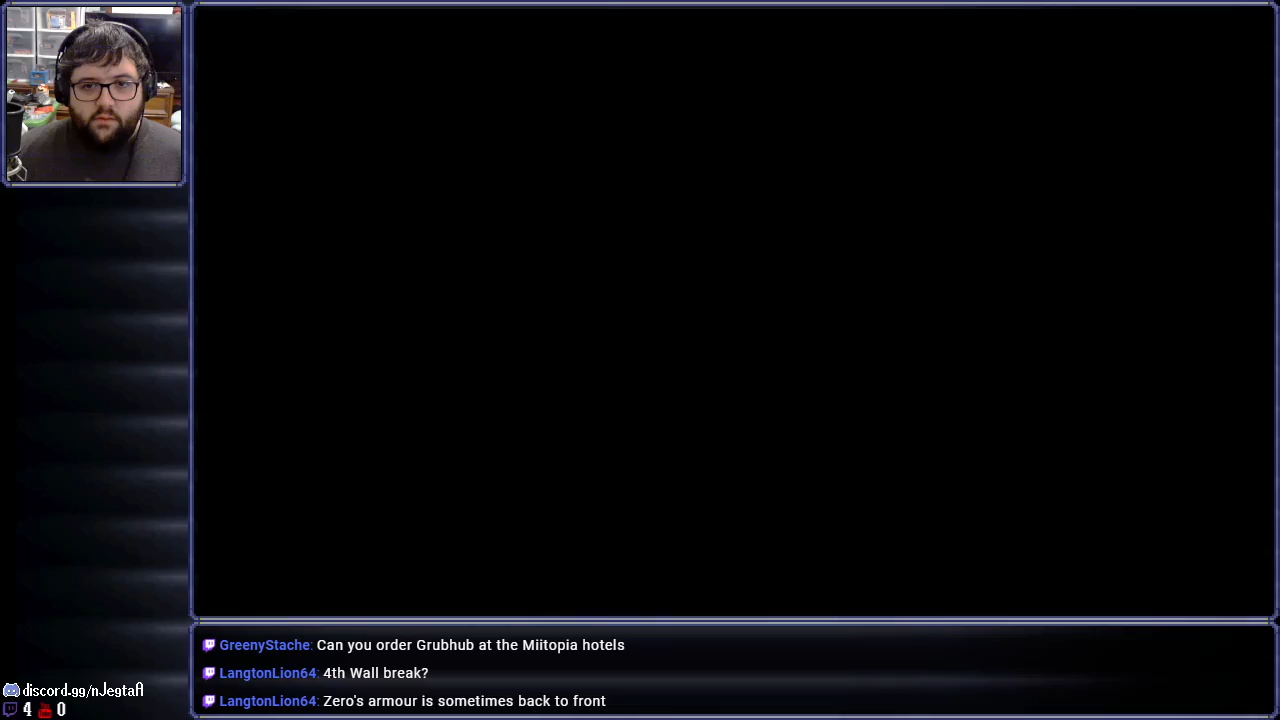 GreenyStache: Can you order Grubhub at the Miitopia hotels
LangtonLion64: 4th Wall break?
LangtonLion64: Zero's armour is sometimes back to front
discord.gg/nJegtaA
4 0